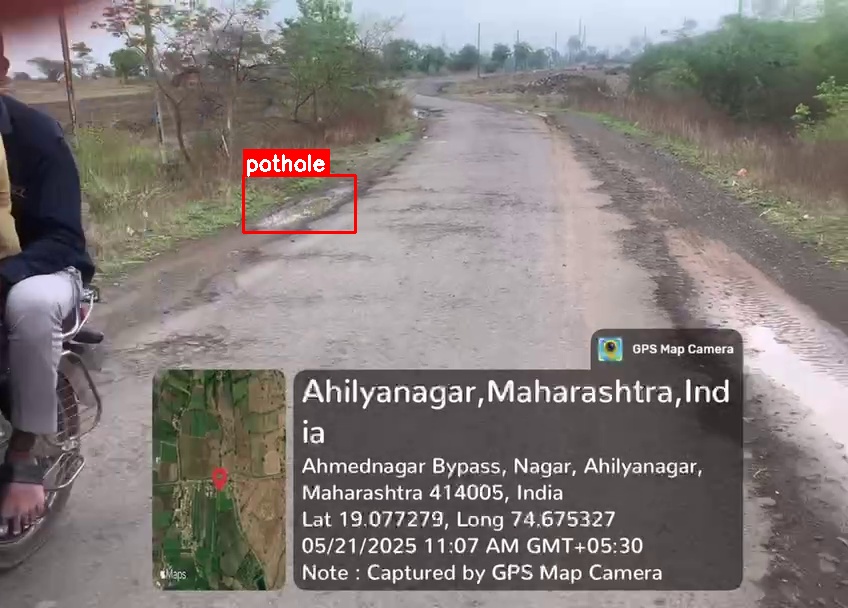 pothole
GPS Map Camera
Ahilyanagar,Maharashtra,Ind
ia
Ahmednagar Bypass, Nagar, Ahilyanagar,
Maharashtra 414005, India
Lat 19.077279, Long 74.675327
05/21/2025 11:07 AM GMT+05:30
Note : Captured by GPS Map Camera
Maps